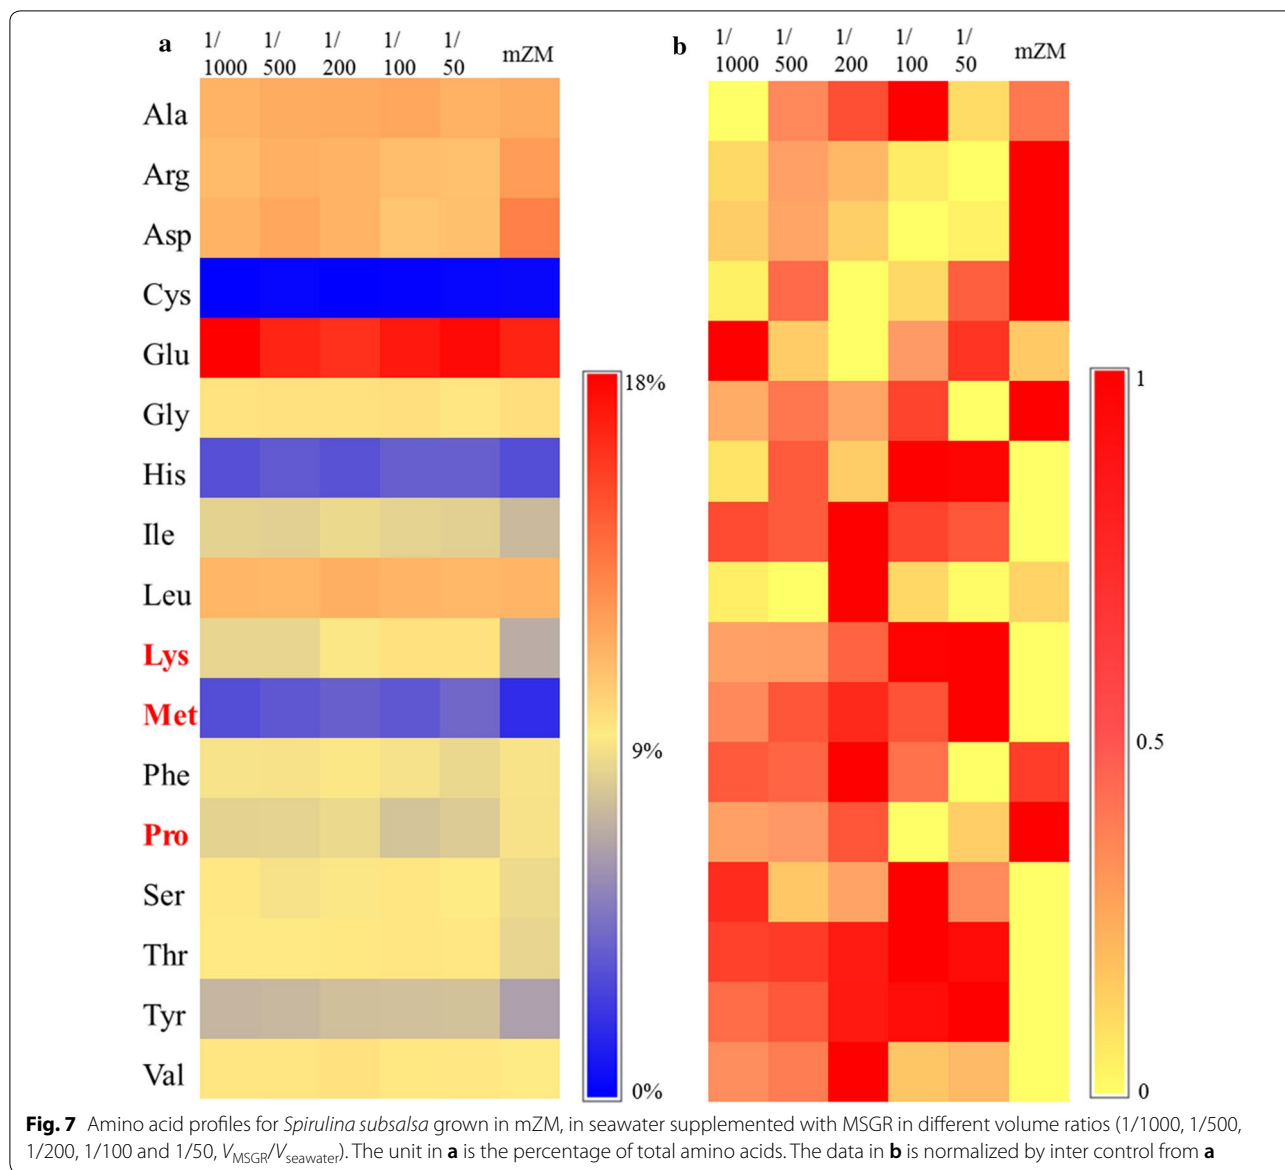 a 1/ 1/ 1/ 1/ 1/ mZM b 1/ 1/ 1/ 1/ 1/ mZM
1000 500 200 100 50 1000 500 200 100 50
Ala
Arg
Asp
Cys
Glu
Gly
His
Ile
Leu
Lys
Met
Phe
Pro
Ser
Thr
Tyr
Val
18%
9%
0%
1
0.5
0
Fig. 7 Amino acid profiles for Spirulina subsalsa grown in mZM, in seawater supplemented with MSGR in different volume ratios (1/1000, 1/500,
1/200, 1/100 and 1/50, VMSGR/Vseawater). The unit in a is the percentage of total amino acids. The data in b is normalized by inter control from a